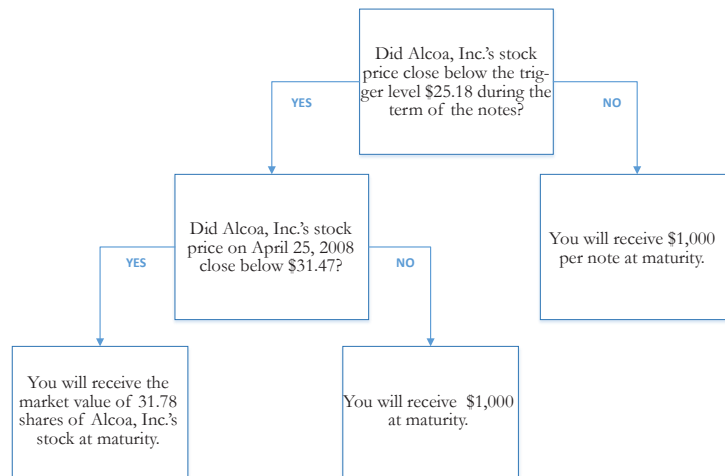 Did Alcoa, Inc.'s stock
price close below the trig-
ger level $25.18 during the
term of the notes?
YES
NO
Did Alcoa, Inc.'s stock
price on April 25, 2008
close below $31.47?
You will receive $1,000
per note at maturity.
YES
NO
You will receive the
market value of 31.78
shares of Alcoa, Inc.'s
stock at maturity.
You will receive $1,000
at maturity.